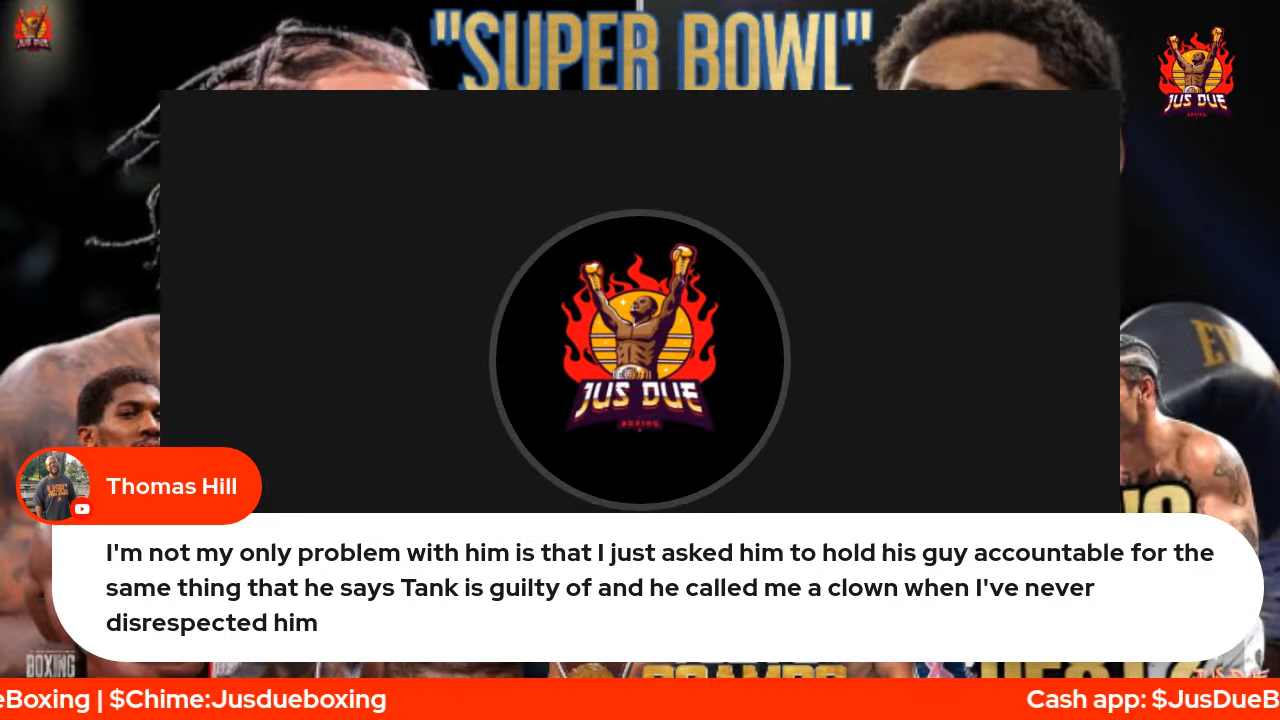 "SUPER BOWL"
JUS DUE
JUS DUE
BOXING
Thomas Hill
I'm not my only problem with him is that I just asked him to hold his guy accountable for the
same thing that he says Tank is guilty of and he called me a clown when I've never
disrespected him
BOXING
eBoxing | $Chime:Jusdueboxing
Cash app: $JusDueB